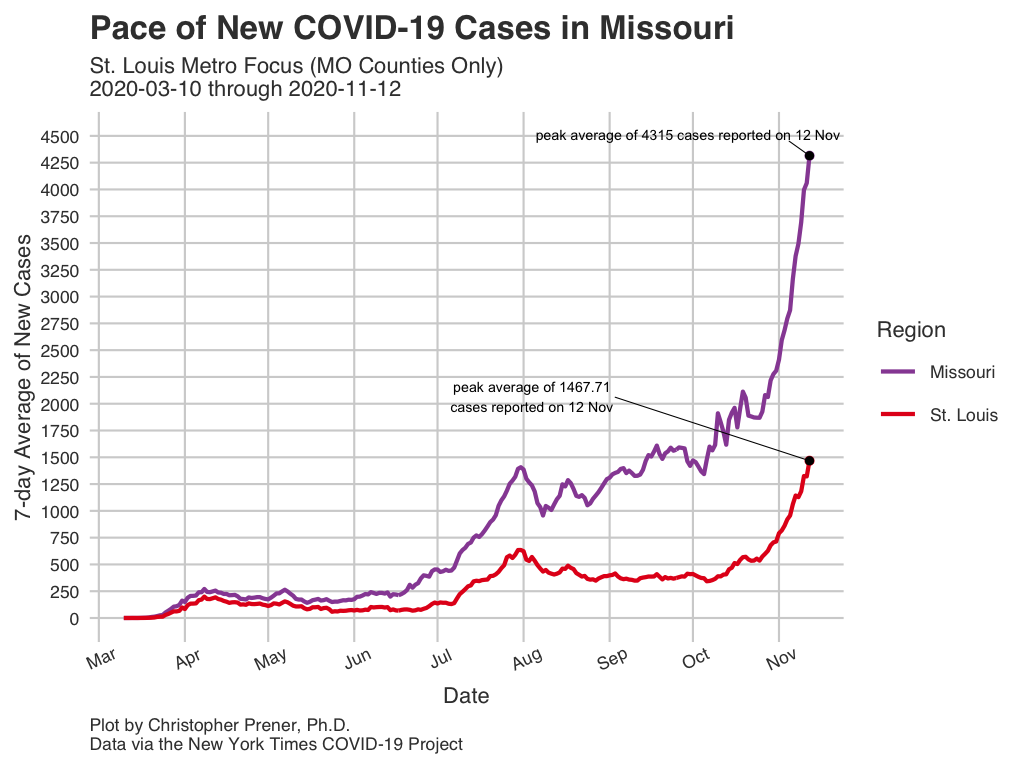 Pace of New COVID-19 Cases in Missouri
St. Louis Metro Focus (MO Counties Only)
2020-03-10 through 2020-11-12
7-day Average of New Cases
4500
4250
4000
3750
3500
3250
3000
2750
2500
2250
2000
1750
1500
1250
1000
750
500
250
0
peak average of 4315 cases reported on 12 Nov
peak average of 1467.71
cases reported on 12 Nov
Region
Missouri
St. Louis
Mar
Apr
May
Jun
Jul
Aug
Sep
Oct
Nov
Date
Plot by Christopher Prener, Ph.D.
Data via the New York Times COVID-19 Project